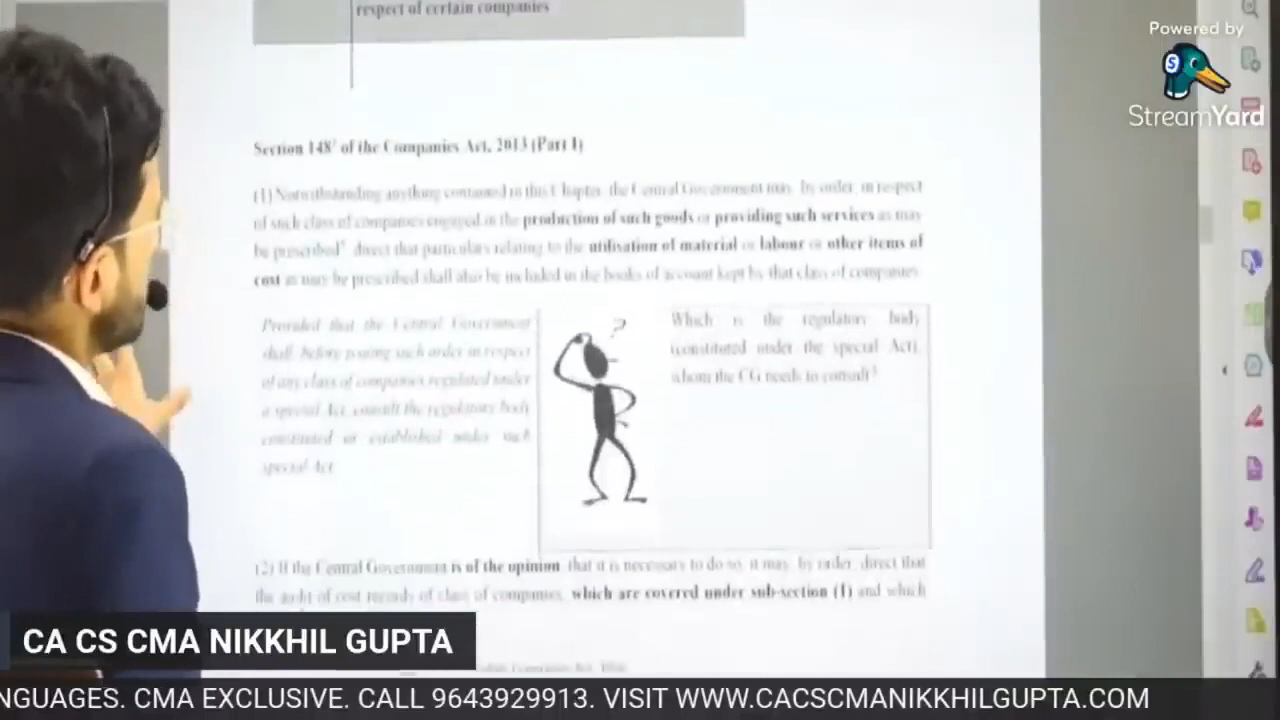 respect of certain companies
Powered by
S
StreamYard
Section 148 of the Companies Act, 2013 (Part I)
(1) Notwithstanding anything contained in this Chapter, the Central Government may, by order, in respect
of such class of companies engaged in the production of such goods or providing such services as may
be prescribed direct that particulars relating to the utilisation of material or labour or other items of
cost as may be prescribed shall also be included in the books of account kept by that class of companies
Provided that the Central Government
shall, before issuing such order in respect
of any class of companies regulated under
a special Act, consult the regulatory body
constituted or established under such
special Act
?
Which is the regulatory body
(constituted under the special Act),
whom the CG needs to consult?
(2) If the Central Government is of the opinion, that it is necessary to do so, it may, by order, direct that
the audit of cost records of class of companies, which are covered under sub-section (1) and which
CA CS CMA NIKKHIL GUPTA
NGUAGES. CMA EXCLUSIVE. CALL 9643929913. VISIT WWW.CACSCMANIKKHILGUPTA.COM